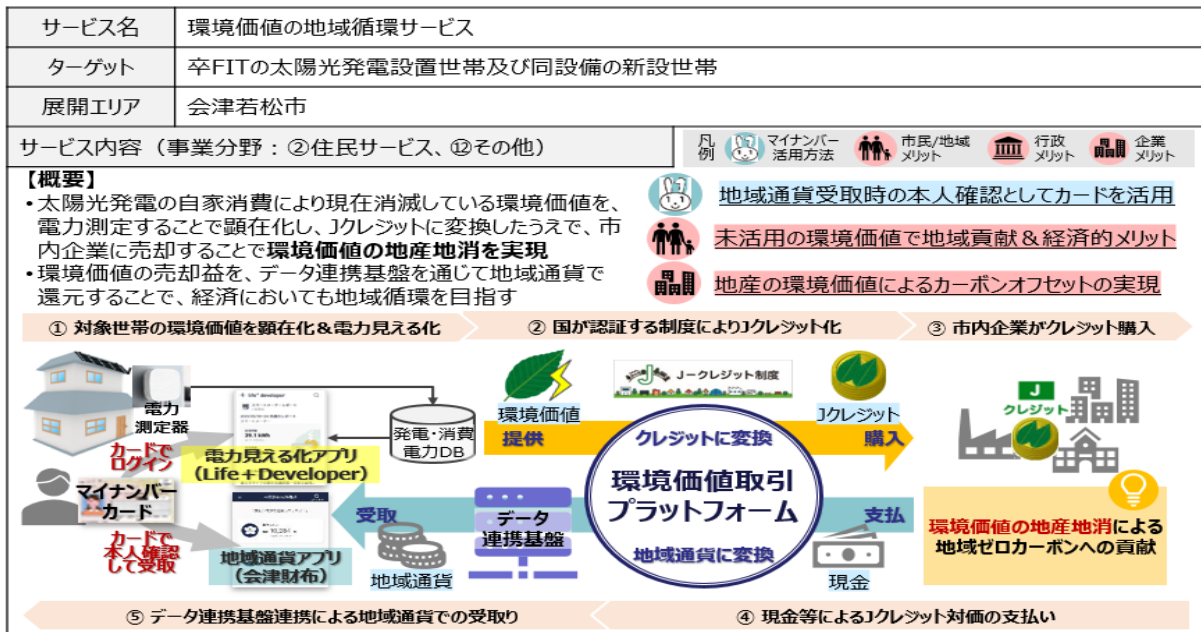 サービス名
環境価値の地域循環サービス
ターゲット
卒FITの太陽光発電設置世帯及び同設備の新設世帯
展開エリア
会津若松市
サービス内容（事業分野：②住民サービス、⑫その他）
凡例
マイナンバー
活用方法
市民/地域
メリット
行政
メリット
企業
メリット
【概要】
・太陽光発電の自家消費により現在消滅している環境価値を、
電力測定することで顕在化し、Jクレジットに変換したうえで、市
内企業に売却することで環境価値の地産地消を実現
・環境価値の売却益を、データ連携基盤を通じて地域通貨で
還元することで、経済においても地域循環を目指す
地域通貨受取時の本人確認としてカードを活用
未活用の環境価値で地域貢献＆経済的メリット
地産の環境価値によるカーボンオフセットの実現
① 対象世帯の環境価値を顕在化＆電力見える化
② 国が認証する制度によりJクレジット化
③ 市内企業がクレジット購入
電力
測定器
カードで
ログイン
電力見える化アプリ
（Life＋Developer）
発電・消費
電力DB
環境価値
提供
J－クレジット制度
クレジットに変換
Jクレジット
購入
J
クレジット
マイナンバー
カード
カードで
本人確認
して受取
地域通貨アプリ
（会津財布）
受取
地域通貨
データ
連携基盤
環境価値取引
プラットフォーム
地域通貨に変換
支払
現金
環境価値の地産地消による
地域ゼロカーボンへの貢献
⑤ データ連携基盤連携による地域通貨での受取り
④ 現金等によるJクレジット対価の支払い